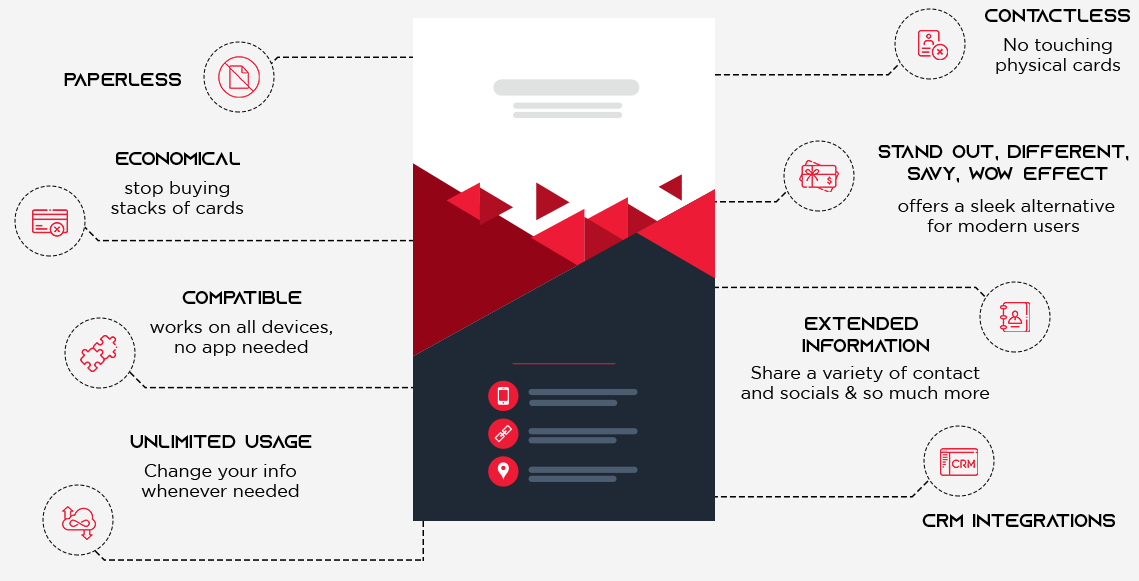 PAPERLESS
ECONOMICAL
stop buying
stacks of cards
COMPATIBLE
works on all devices,
no app needed
UNLIMITED USAGE
Change your info
whenever needed
CONTACTLESS
No touching
physical cards
STAND OUT, DIFFERENT,
SAVY, WOW EFFECT
offers a sleek alternative
for modern users
$
EXTENDED
INFORMATION
Share a variety of contact
and socials & so much more
CRM
CRM INTEGRATIONS